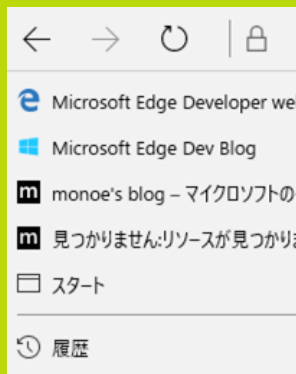 Microsoft Edge Developer we
Microsoft Edge Dev Blog
monoe's blog – マイクロソフトの
見つかりません:リソースが見つかりま
スタート
履歴